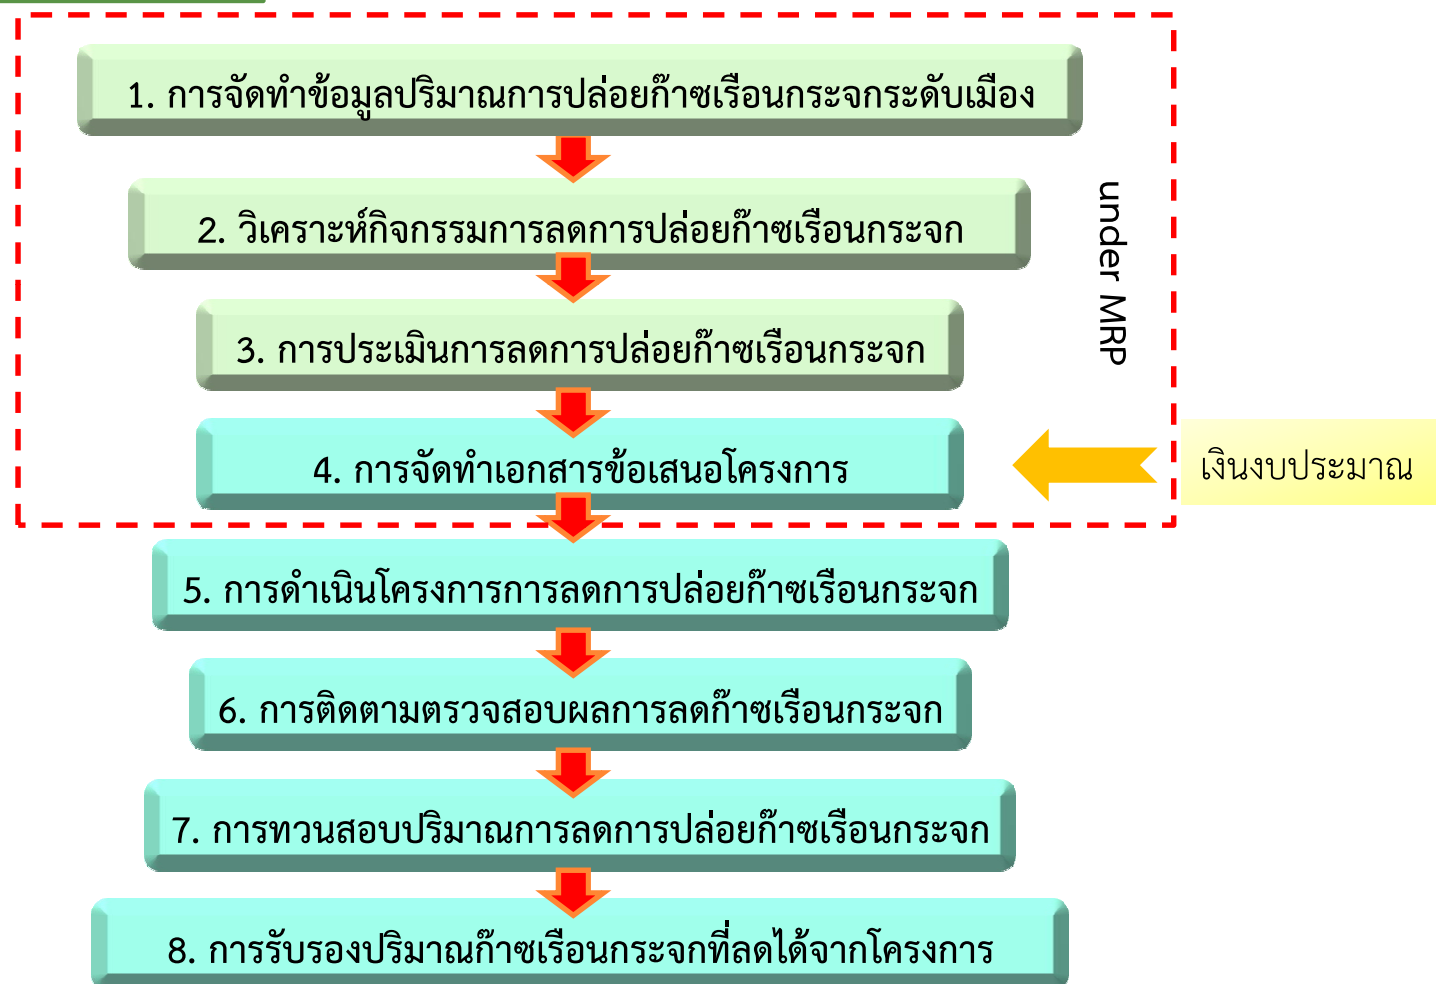 1. การจัดทำข้อมูลปริมาณการปล่อยก๊าซเรือนกระจกระดับเมือง
2. วิเคราะห์กิจกรรมการลดการปล่อยก๊าซเรือนกระจก
under MRP
3. การประเมินการลดการปล่อยก๊าซเรือนกระจก
4. การจัดทำเอกสารข้อเสนอโครงการ
เงินงบประมาณ
5. การดำเนินโครงการการลดการปล่อยก๊าซเรือนกระจก
6. การติดตามตรวจสอบผลการลดก๊าซเรือนกระจก
7. การทวนสอบปริมาณการลดการปล่อยก๊าซเรือนกระจก
8. การรับรองปริมาณก๊าซเรือนกระจกที่ลดได้จากโครงการ